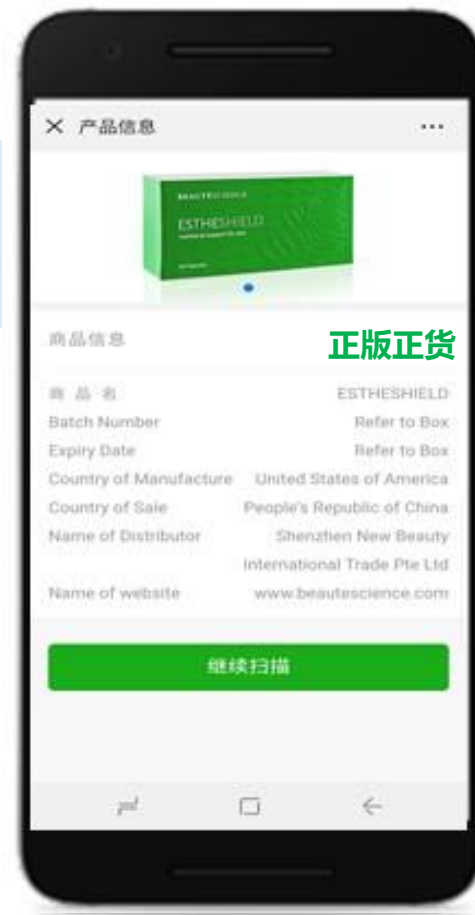 产品信息
BEAUTESCIENCE
ESTHESHIELD
商品信息
正版正货
商 品 名 ESTHESHIELD
Batch Number Refer to Box
Expiry Date Refer to Box
Country of Manufacture United States of America
Country of Sale People's Republic of China
Name of Distributor Shenzhen New Beauty
International Trade Pte Ltd
Name of website www.beautescience.com
继续扫描